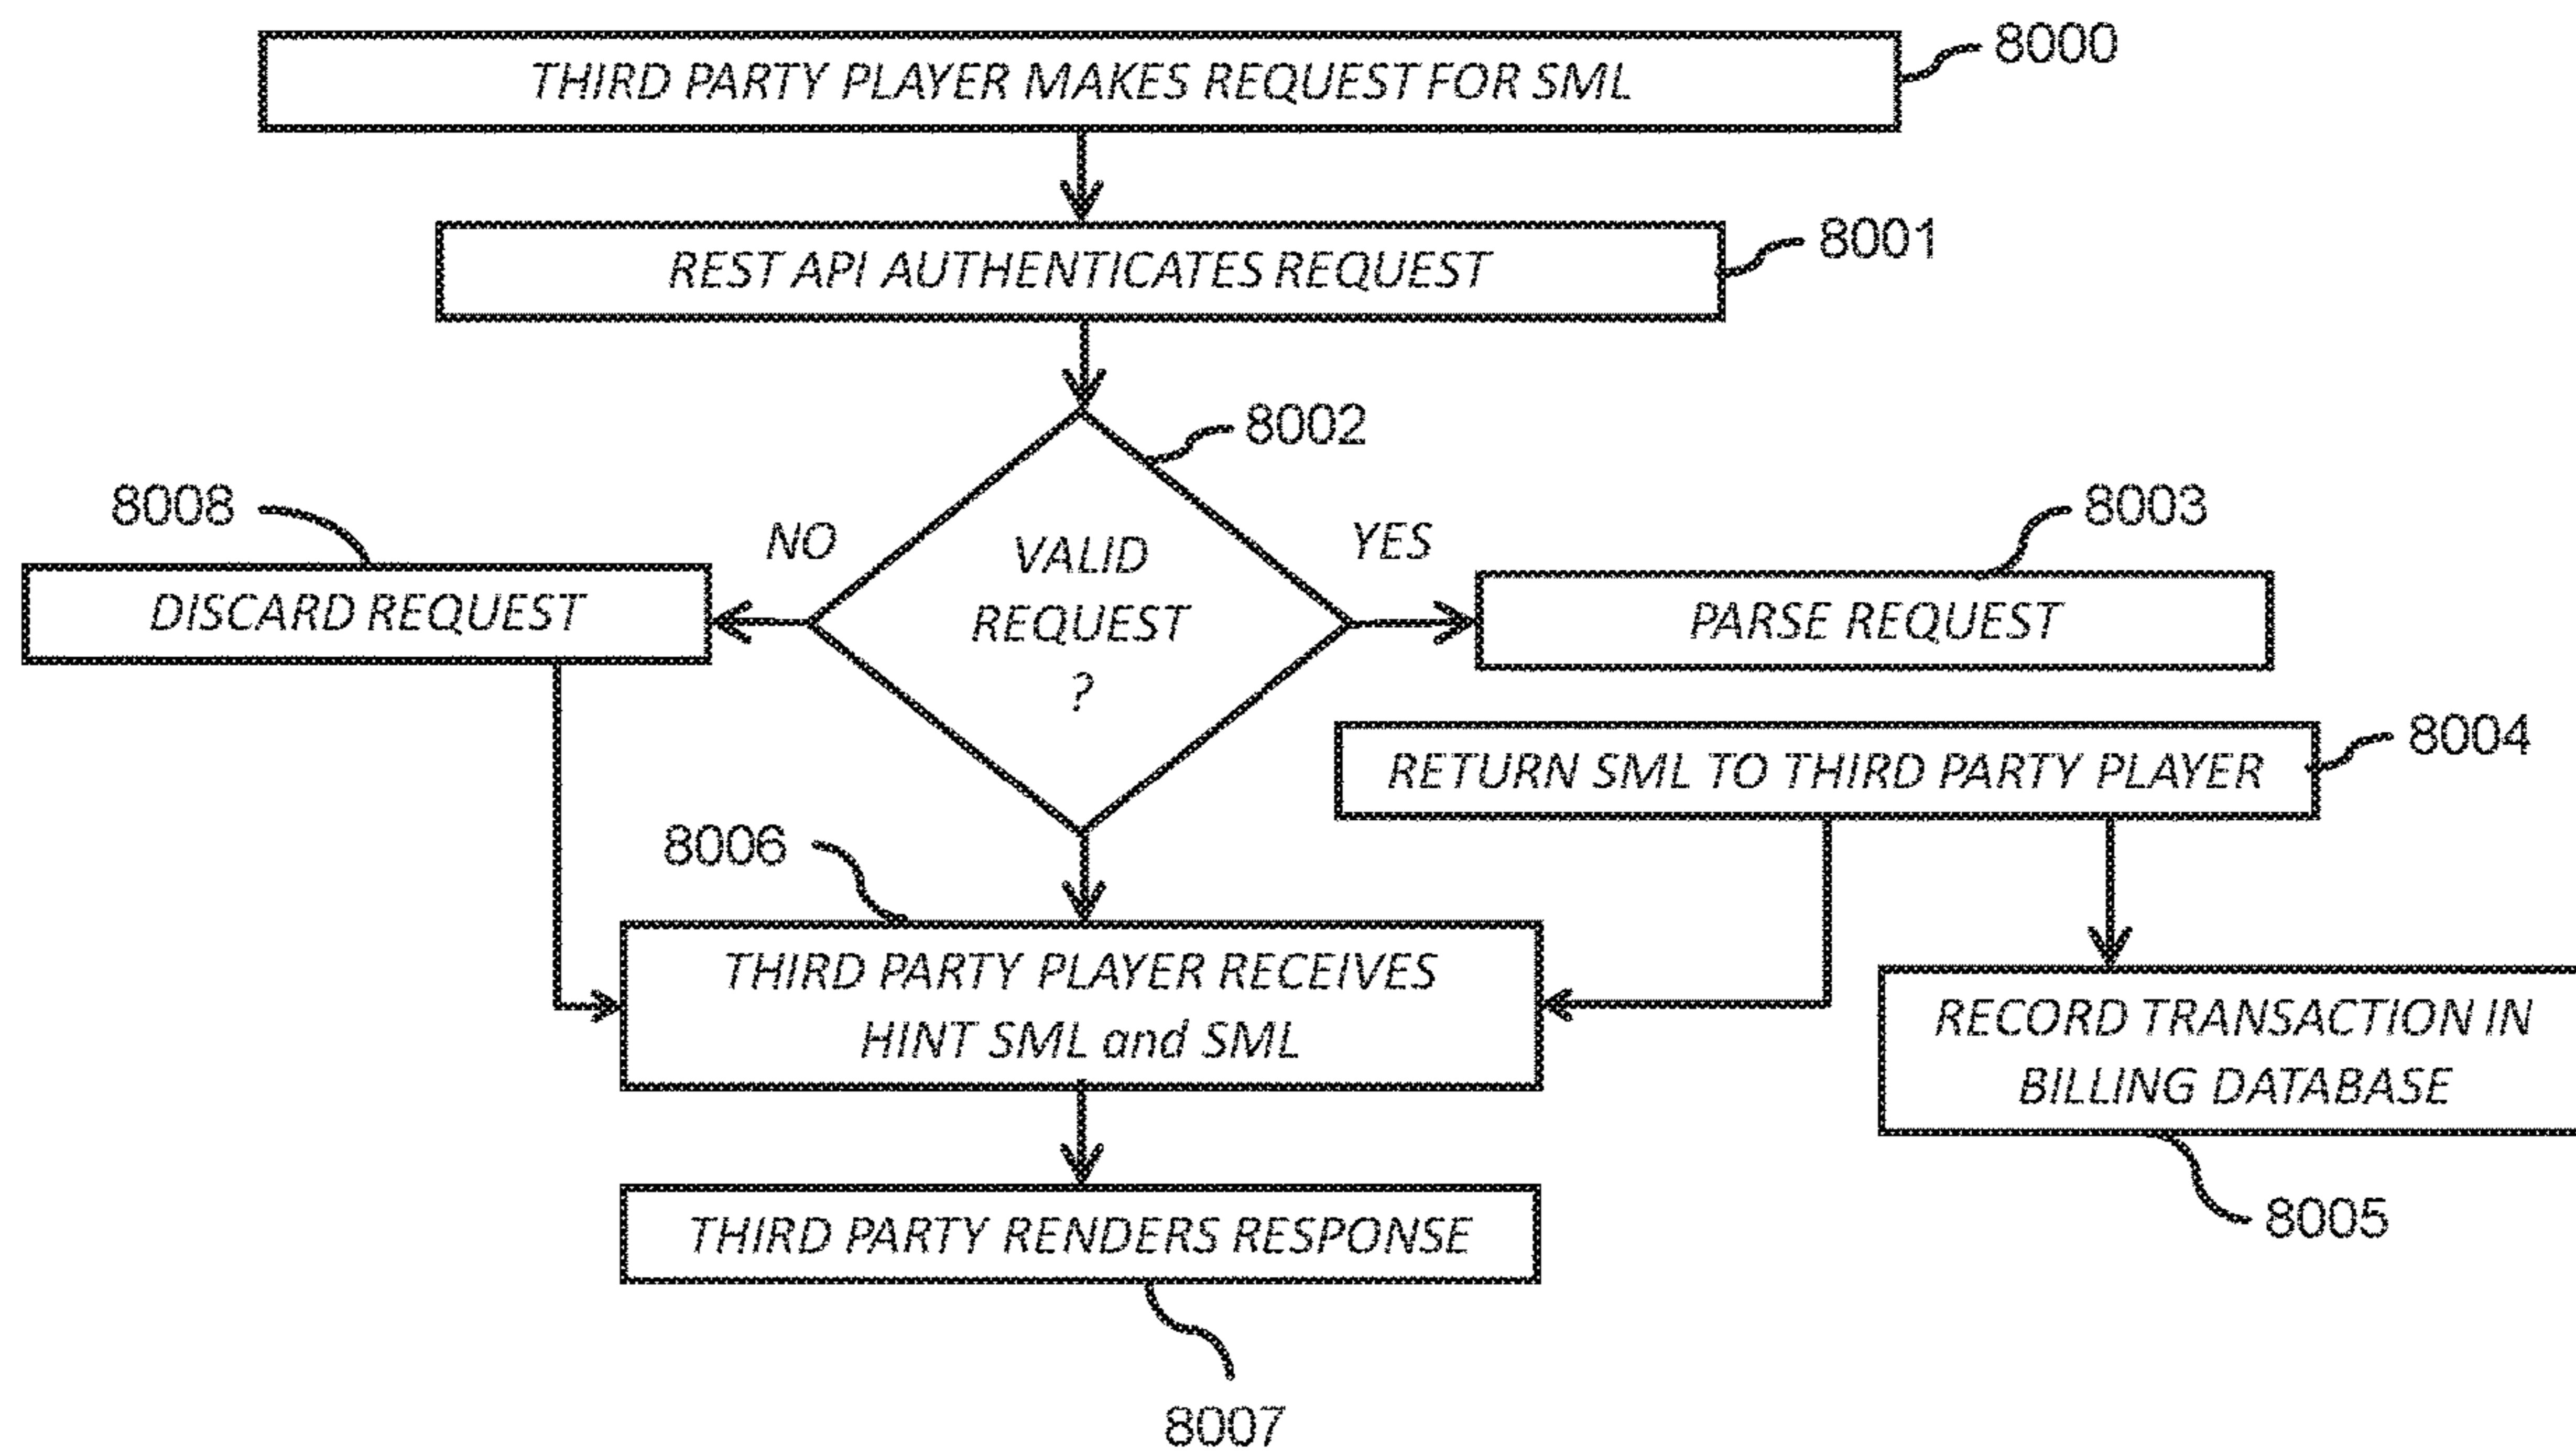 THIRD PARTY PLAYER MAKES REQUEST FOR SML
8000
REST API AUTHENTICATES REQUEST
8001
8002
8008
NO
VALID
REQUEST
?
YES
8003
DISCARD REQUEST
PARSE REQUEST
RETURN SML TO THIRD PARTY PLAYER
8004
8006
THIRD PARTY PLAYER RECEIVES
HINT SML and SML
RECORD TRANSACTION IN
BILLING DATABASE
8005
THIRD PARTY RENDERS RESPONSE
8007